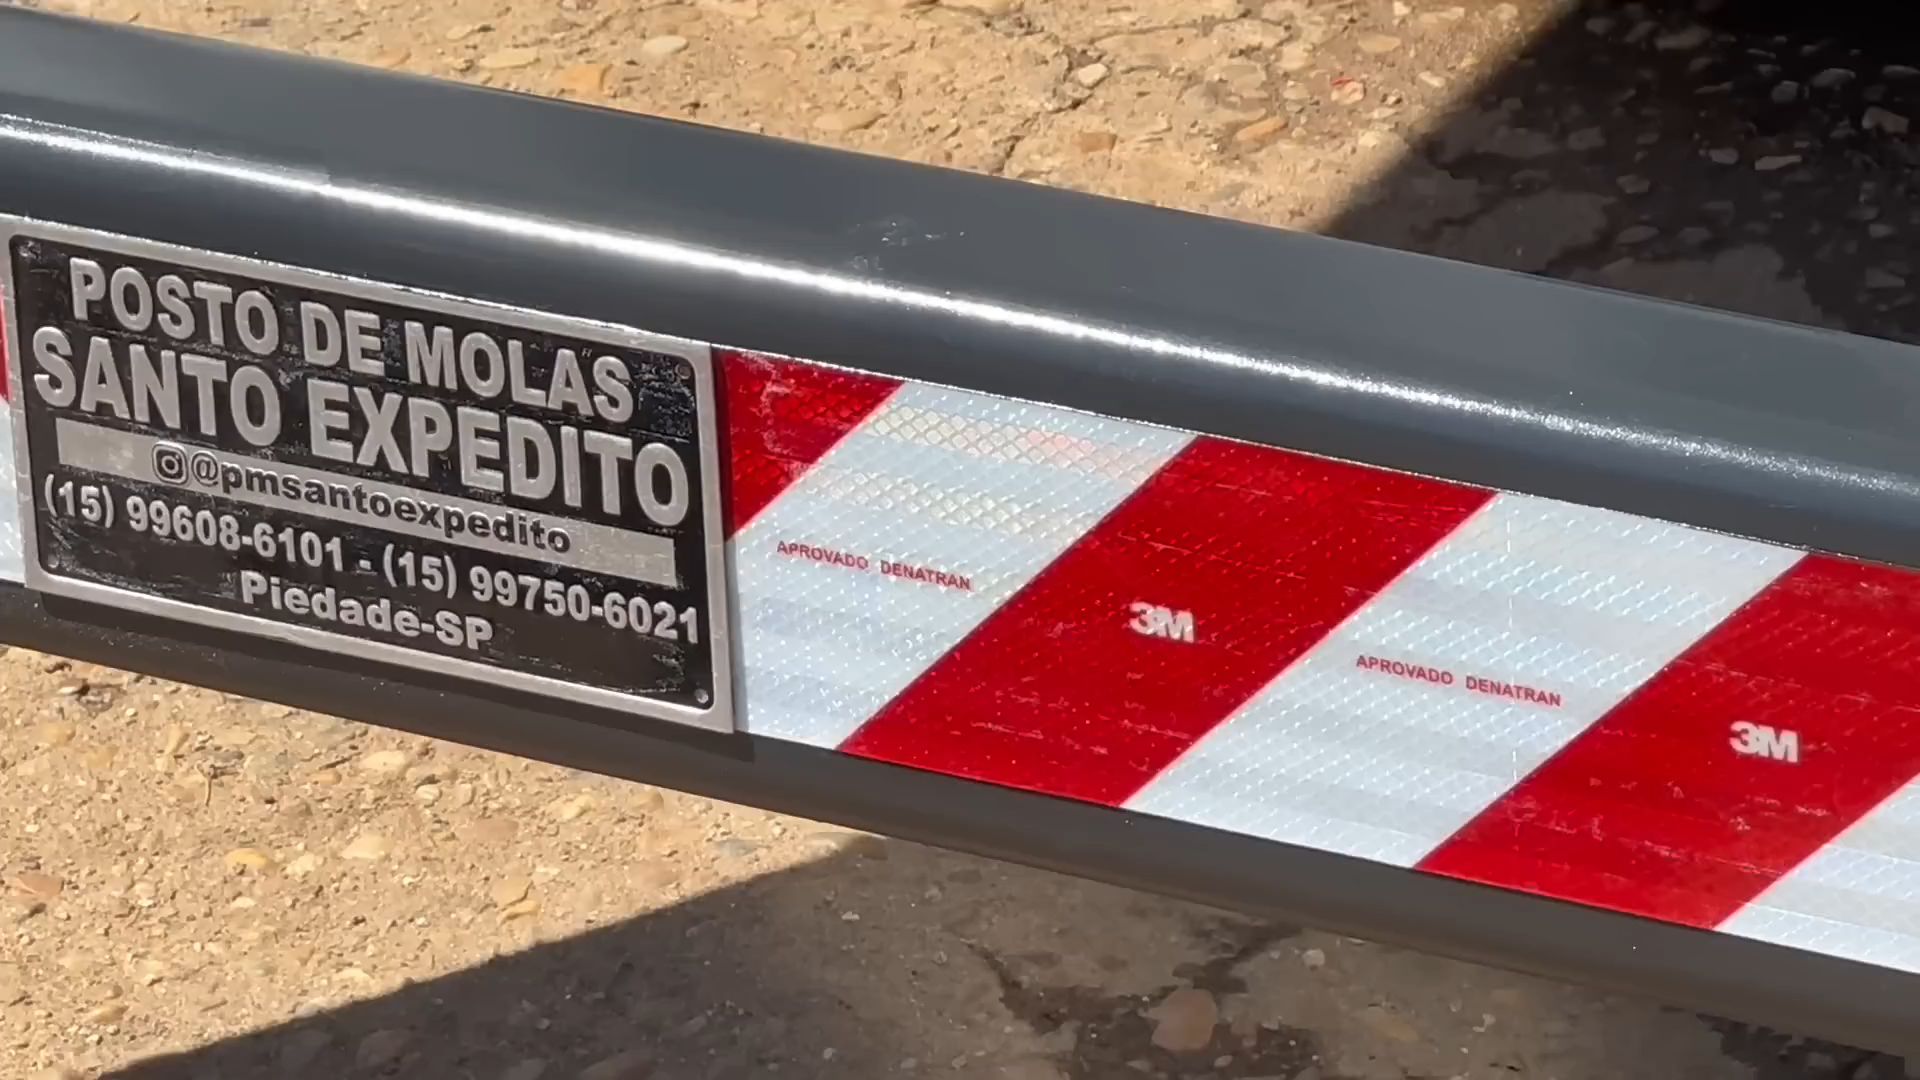 POSTO DE MOLAS
SANTO EXPEDITO
@pmsantoexpedito
(15) 99608-6101 - (15) 99750-6021
Piedade-SP
APROVADO DENATRAN
3M
APROVADO DENATRAN
3M